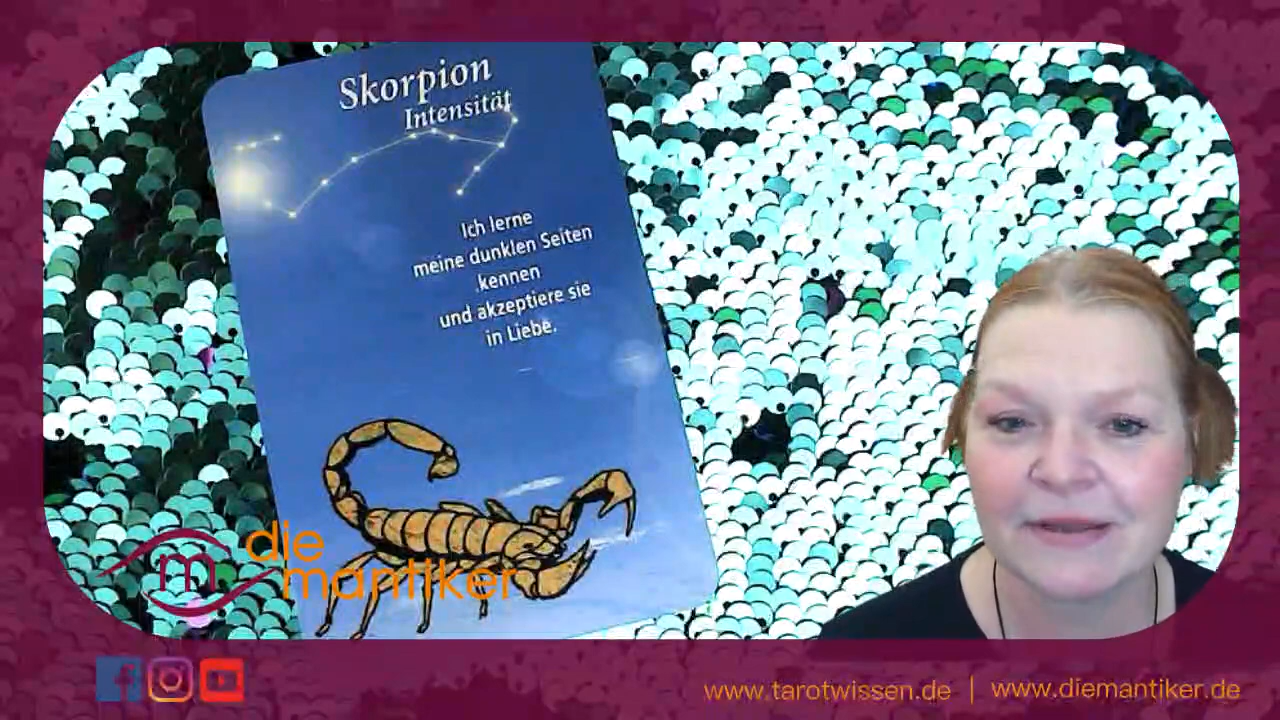 Skorpion
Intensität
Ich lerne
meine dunklen Seiten
kennen
und akzeptiere sie
in Liebe.
m
die
mantiker
www.tarotwissen.de | www.diemantiker.de